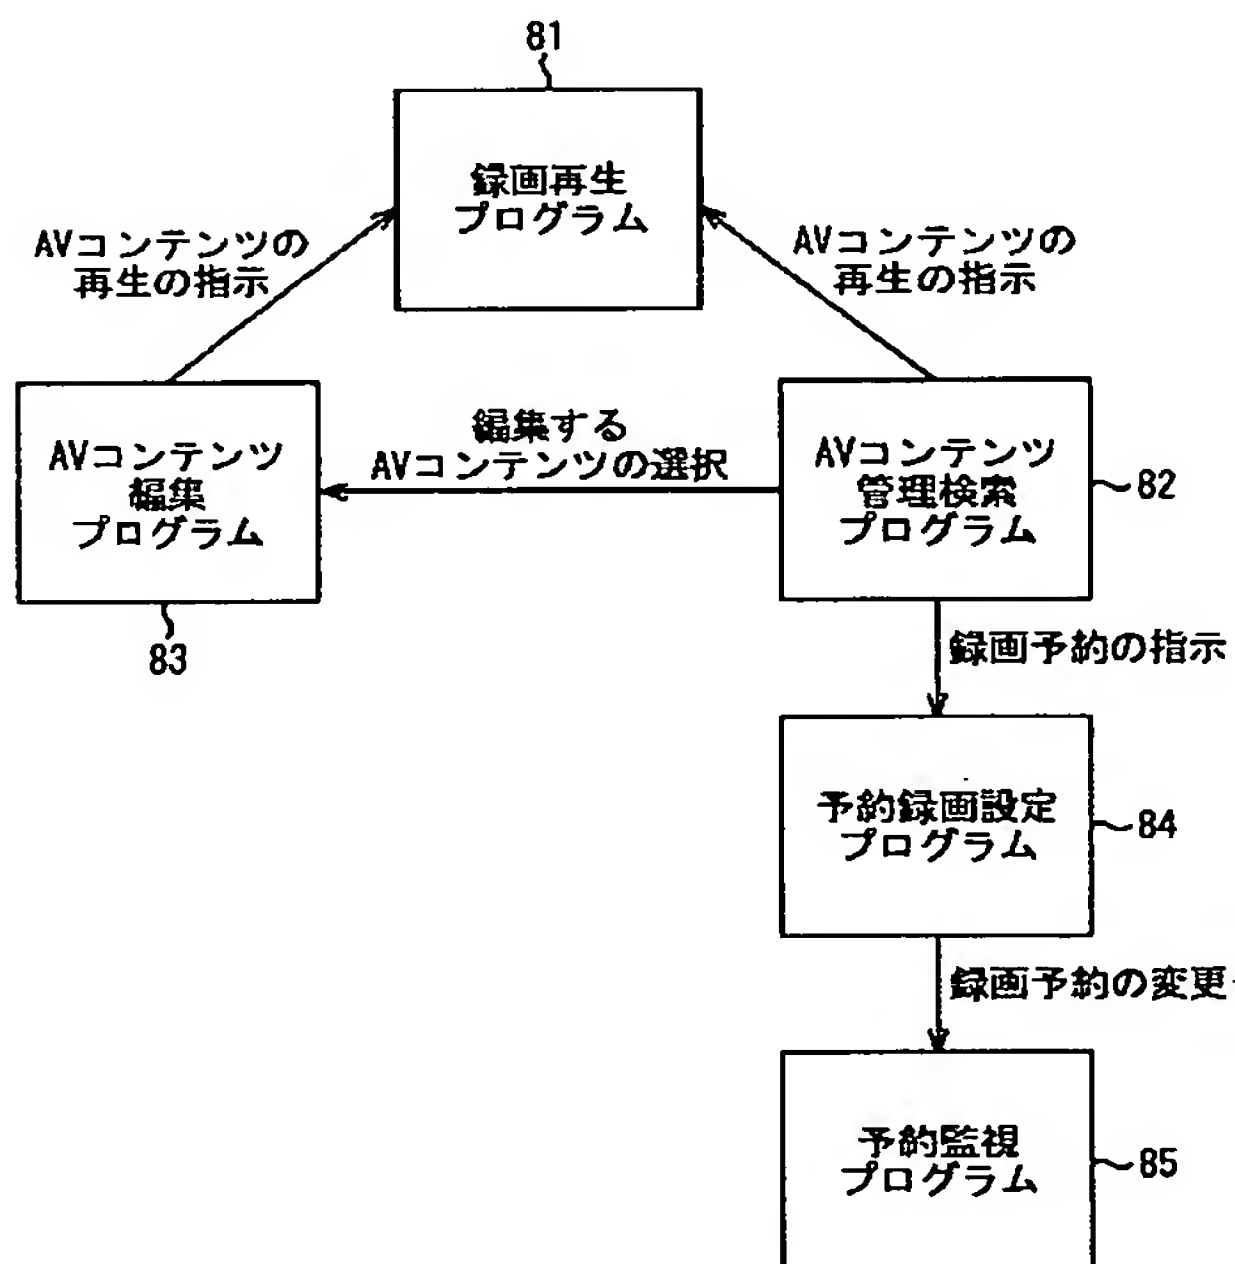 81
録画再生
プログラム
AVコンテンツの
再生の指示
AVコンテンツの
再生の指示
AVコンテンツ
編集
プログラム
83
編集する
AVコンテンツの選択
AVコンテンツ
管理検索
プログラム
82
録画予約の指示
予約録画設定
プログラム
84
録画予約の変更
予約監視
プログラム
85